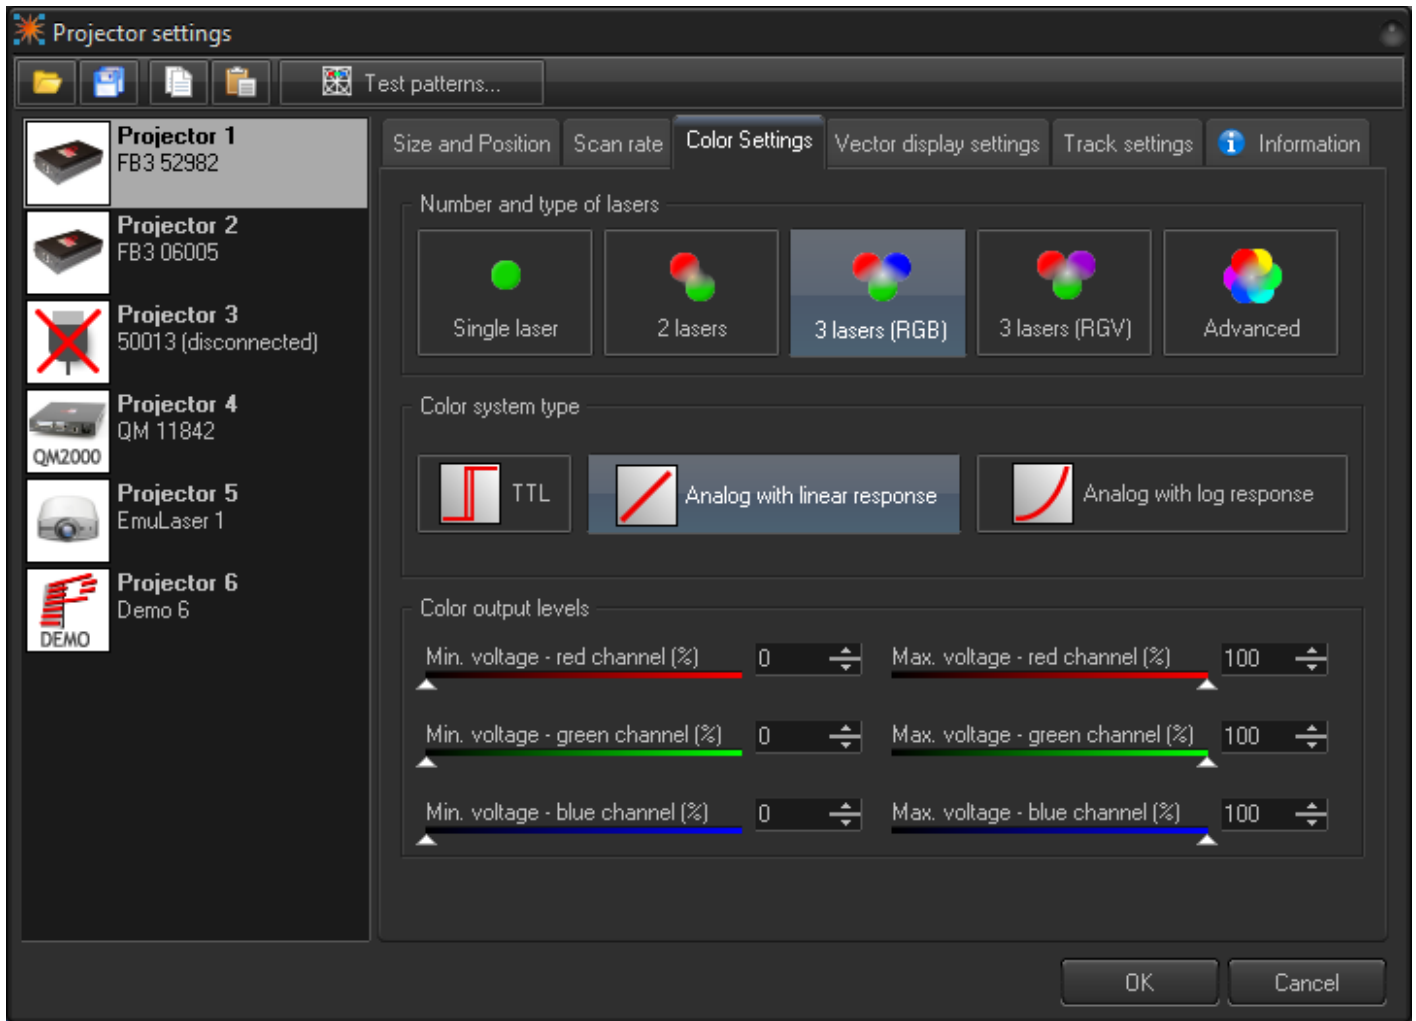 Projector settings
Test patterns...
Projector 1
FB3 52982
Projector 2
FB3 06005
Projector 3
50013 (disconnected)
Projector 4
QM 11842
QM2000
Projector 5
EmuLaser 1
Projector 6
Demo 6
DEMO
Size and Position
Scan rate
Color Settings
Vector display settings
Track settings
Information
Number and type of lasers
Single laser
2 lasers
3 lasers (RGB)
3 lasers (RGV)
Advanced
Color system type
TTL
Analog with linear response
Analog with log response
Color output levels
Min. voltage - red channel (%) 0
Max. voltage - red channel (%) 100
Min. voltage - green channel (%) 0
Max. voltage - green channel (%) 100
Min. voltage - blue channel (%) 0
Max. voltage - blue channel (%) 100
OK
Cancel